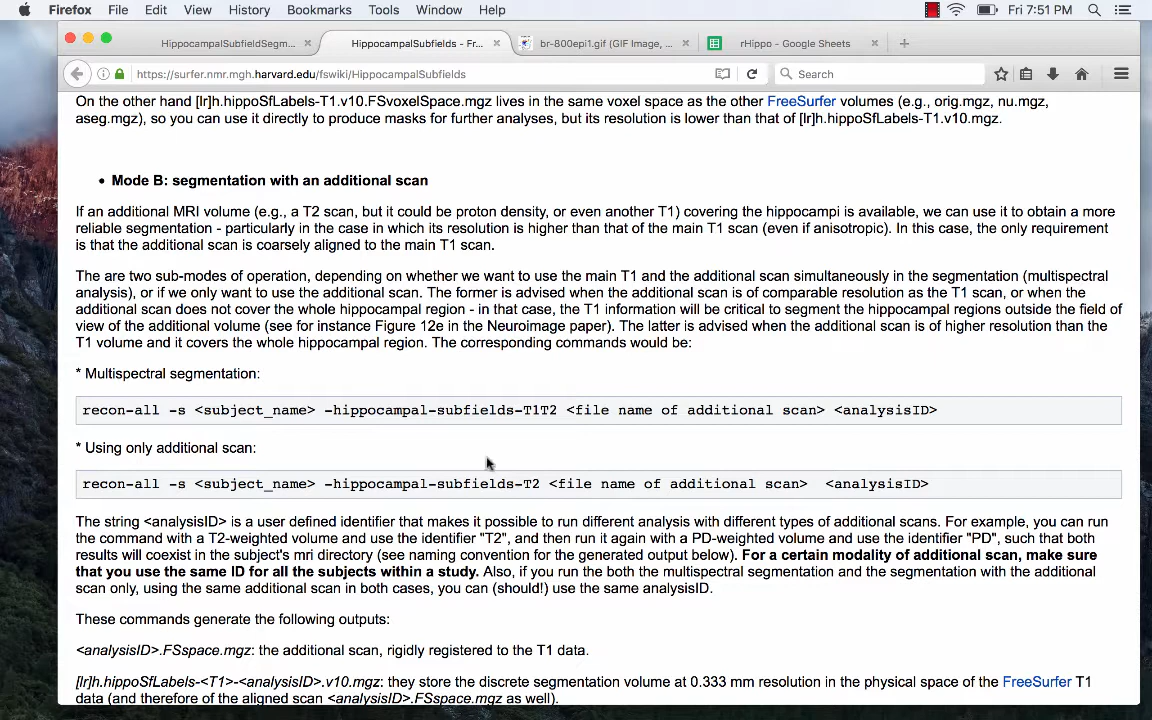 Firefox File Edit View History Bookmarks Tools Window Help Fri 7:51 PM
HippocampalSubfieldSegm... × HippocampalSubfields - Fr... × br-800epi1.gif (GIF Image, ... × rHippo - Google Sheets × +
https://surfer.nmr.mgh.harvard.edu/fswiki/HippocampalSubfields Search
On the other hand [lr]h.hippoSfLabels-T1.v10.FSvoxelSpace.mgz lives in the same voxel space as the other FreeSurfer volumes (e.g., orig.mgz, nu.mgz,
aseg.mgz), so you can use it directly to produce masks for further analyses, but its resolution is lower than that of [lr]h.hippoSfLabels-T1.v10.mgz.
• Mode B: segmentation with an additional scan
If an additional MRI volume (e.g., a T2 scan, but it could be proton density, or even another T1) covering the hippocampi is available, we can use it to obtain a more
reliable segmentation - particularly in the case in which its resolution is higher than that of the main T1 scan (even if anisotropic). In this case, the only requirement
is that the additional scan is coarsely aligned to the main T1 scan.
The are two sub-modes of operation, depending on whether we want to use the main T1 and the additional scan simultaneously in the segmentation (multispectral
analysis), or if we only want to use the additional scan. The former is advised when the additional scan is of comparable resolution as the T1 scan, or when the
additional scan does not cover the whole hippocampal region - in that case, the T1 information will be critical to segment the hippocampal regions outside the field of
view of the additional volume (see for instance Figure 12e in the Neuroimage paper). The latter is advised when the additional scan is of higher resolution than the
T1 volume and it covers the whole hippocampal region. The corresponding commands would be:
* Multispectral segmentation:
recon-all -s <subject_name> -hippocampal-subfields-T1T2 <file name of additional scan> <analysisID>
* Using only additional scan:
recon-all -s <subject_name> -hippocampal-subfields-T2 <file name of additional scan> <analysisID>
The string <analysisID> is a user defined identifier that makes it possible to run different analysis with different types of additional scans. For example, you can run
the command with a T2-weighted volume and use the identifier "T2", and then run it again with a PD-weighted volume and use the identifier "PD", such that both
results will coexist in the subject's mri directory (see naming convention for the generated output below). For a certain modality of additional scan, make sure
that you use the same ID for all the subjects within a study. Also, if you run the both the multispectral segmentation and the segmentation with the additional
scan only, using the same additional scan in both cases, you can (should!) use the same analysisID.
These commands generate the following outputs:
<analysisID>.FSspace.mgz: the additional scan, rigidly registered to the T1 data.
[lr]h.hippoSfLabels-<T1>-<analysisID>.v10.mgz: they store the discrete segmentation volume at 0.333 mm resolution in the physical space of the FreeSurfer T1
data (and therefore of the aligned scan <analysisID>.FSspace.mgz as well).